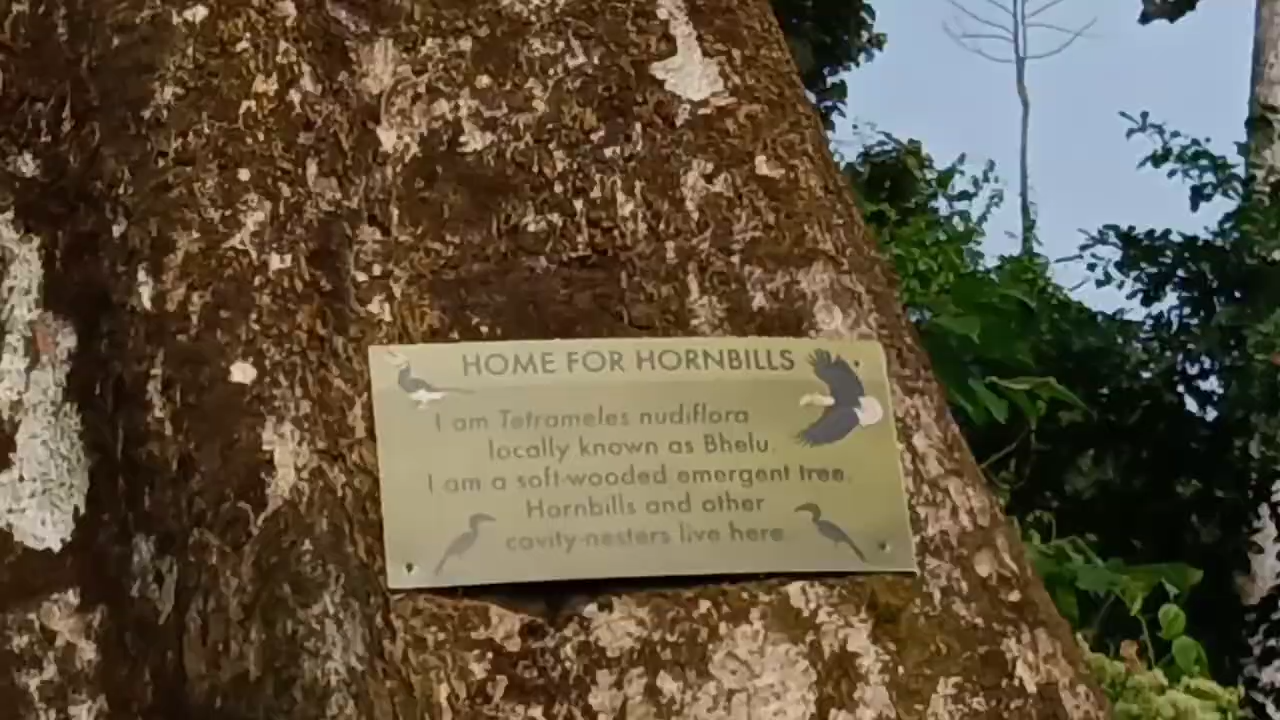 HOME FOR HORNBILLS
I am Tetrameles nudiflora
locally known as Bhelu.
I am a soft-wooded emergent tree.
Hornbills and other
cavity-nesters live here